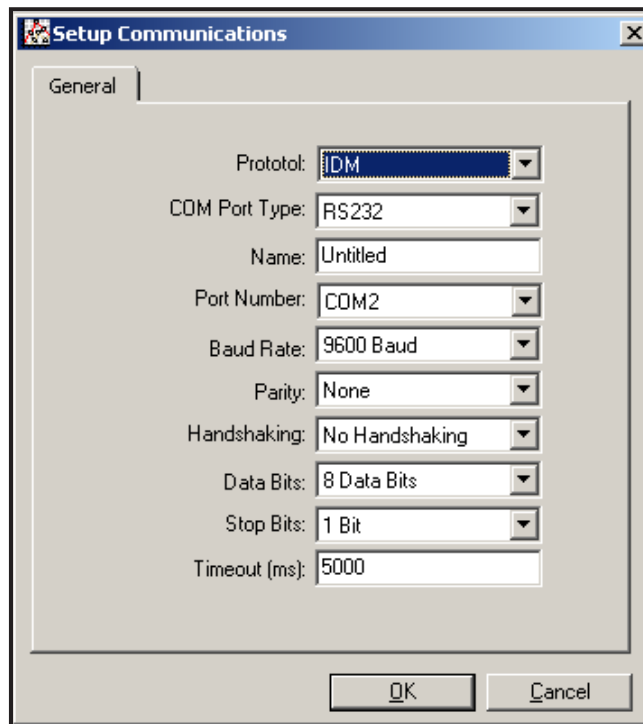 Setup Communications
General
Prototol: IDM
COM Port Type: RS232
Name: Untitled
Port Number: COM2
Baud Rate: 9600 Baud
Parity: None
Handshaking: No Handshaking
Data Bits: 8 Data Bits
Stop Bits: 1 Bit
Timeout (ms): 5000
OK Cancel